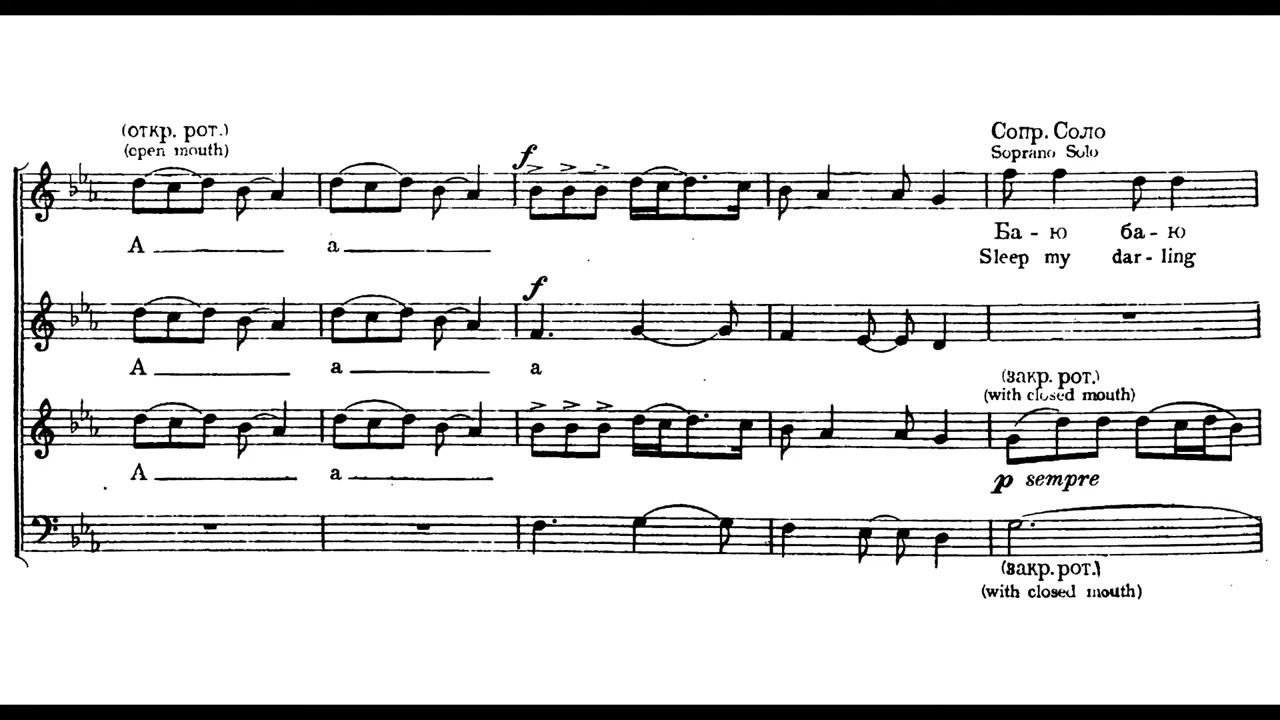 (откр. рот.)
(open mouth)
f
Сопр. Соло
Soprano Solo
А а
Ба - ю ба - ю
Sleep my dar - ling
f
А а а
(закр. рот.)
(with closed mouth)
А а
p sempre
(закр. рот.)
(with closed mouth)